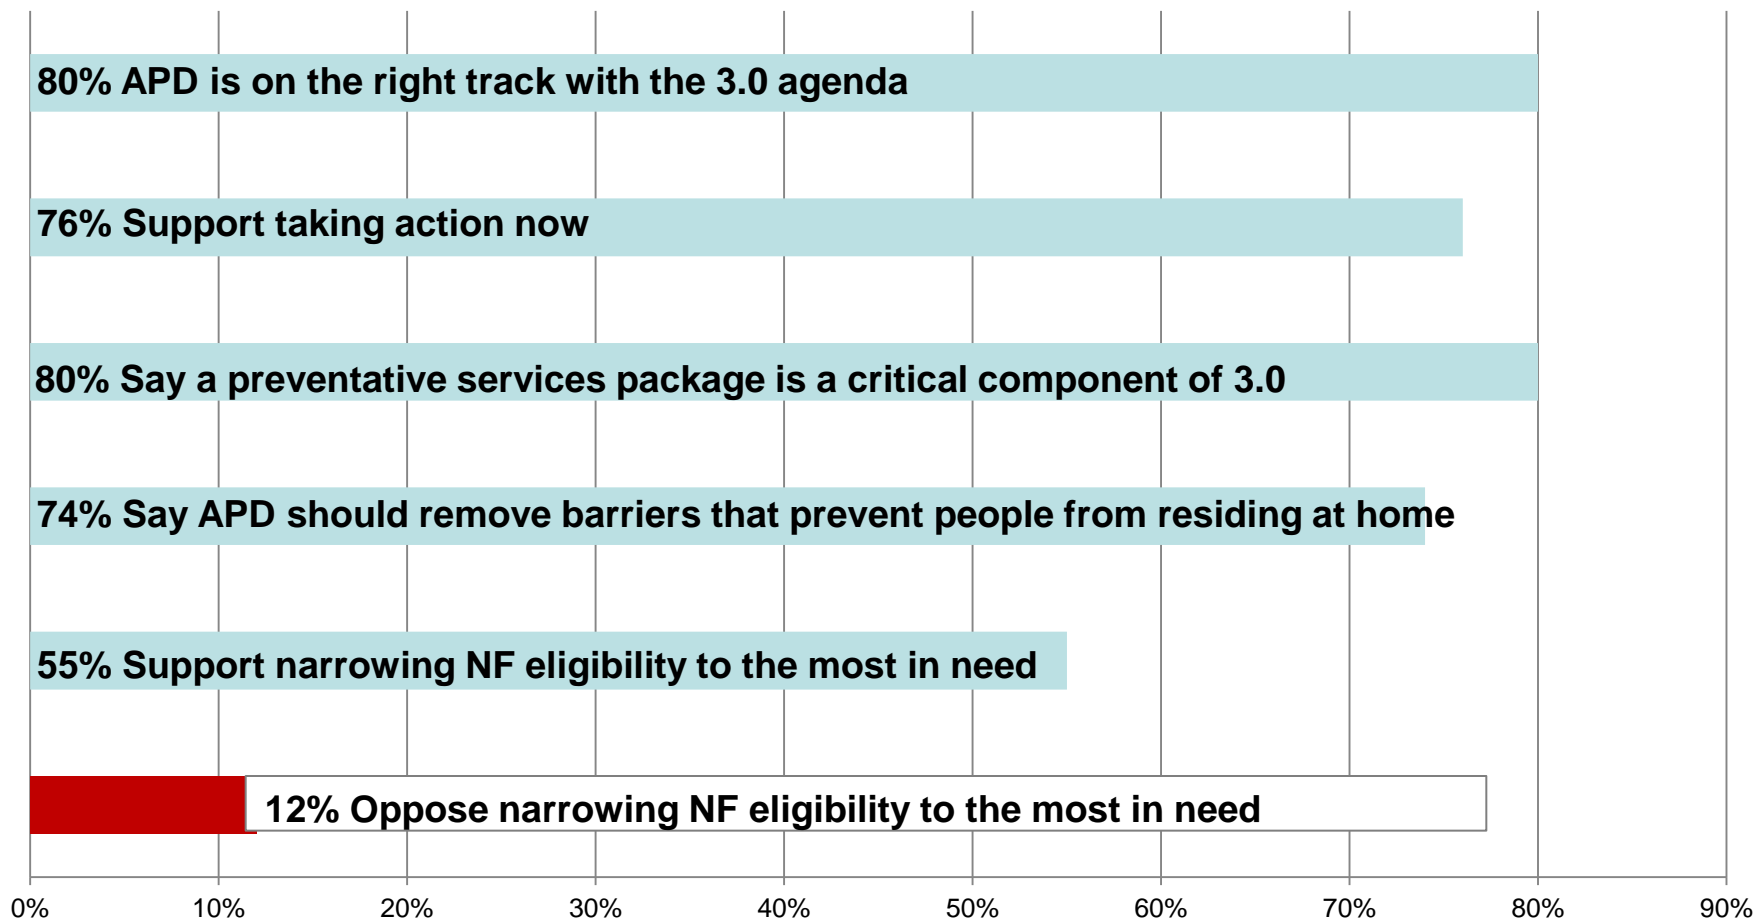 80% APD is on the right track with the 3.0 agenda
76% Support taking action now
80% Say a preventative services package is a critical component of 3.0
74% Say APD should remove barriers that prevent people from residing at home
55% Support narrowing NF eligibility to the most in need
12% Oppose narrowing NF eligibility to the most in need
0% 10% 20% 30% 40% 50% 60% 70% 80% 90%